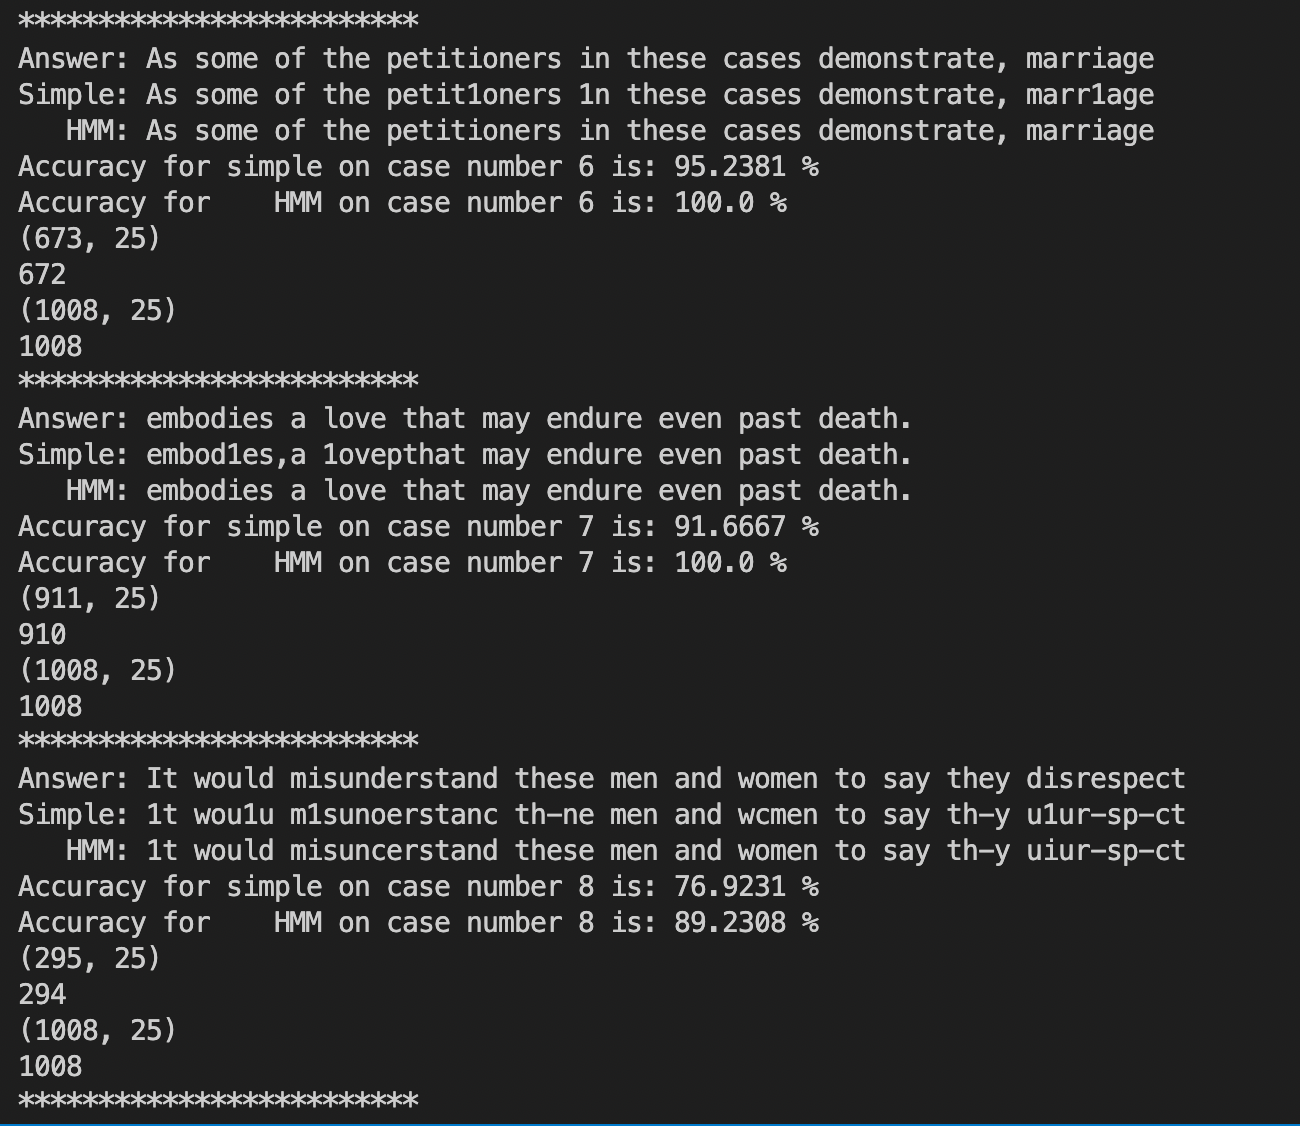 *************************
Answer: As some of the petitioners in these cases demonstrate, marriage
Simple: As some of the petit1oners 1n these cases demonstrate, marr1age
   HMM: As some of the petitioners in these cases demonstrate, marriage
Accuracy for simple on case number 6 is: 95.2381 %
Accuracy for    HMM on case number 6 is: 100.0 %
(673, 25)
672
(1008, 25)
1008
*************************
Answer: embodies a love that may endure even past death.
Simple: embod1es,a 1ovepthat may endure even past death.
   HMM: embodies a love that may endure even past death.
Accuracy for simple on case number 7 is: 91.6667 %
Accuracy for    HMM on case number 7 is: 100.0 %
(911, 25)
910
(1008, 25)
1008
*************************
Answer: It would misunderstand these men and women to say they disrespect
Simple: 1t wou1u m1sunoerstanc th-ne men and wcmen to say th-y u1ur-sp-ct
   HMM: 1t would misuncerstand these men and women to say th-y uiur-sp-ct
Accuracy for simple on case number 8 is: 76.9231 %
Accuracy for    HMM on case number 8 is: 89.2308 %
(295, 25)
294
(1008, 25)
1008
*************************